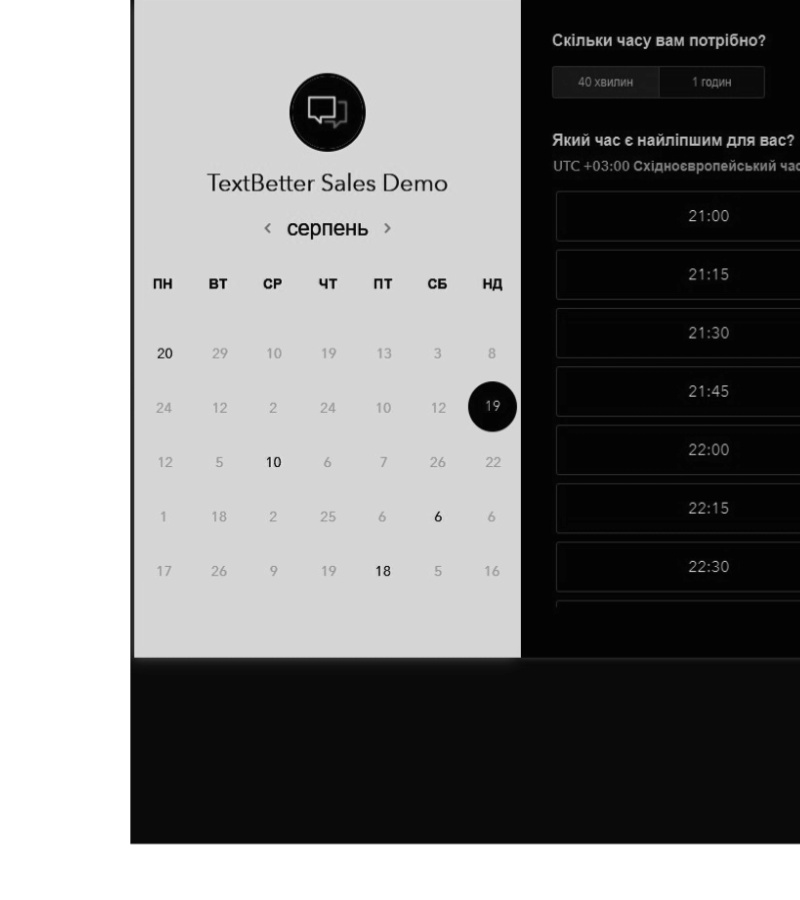 TextBetter Sales Demo
‹ серпень ›
ПН ВТ СР ЧТ ПТ СБ НД
20 29 10 19 13 3 8
24 12 2 24 10 12 19
12 5 10 6 7 26 22
1 18 2 25 6 6 6
17 26 9 19 18 5 16
Скільки часу вам потрібно?
40 хвилин 1 годин
Який час є найліпшим для вас?
UTC +03:00 Східноєвропейський час
21:00
21:15
21:30
21:45
22:00
22:15
22:30